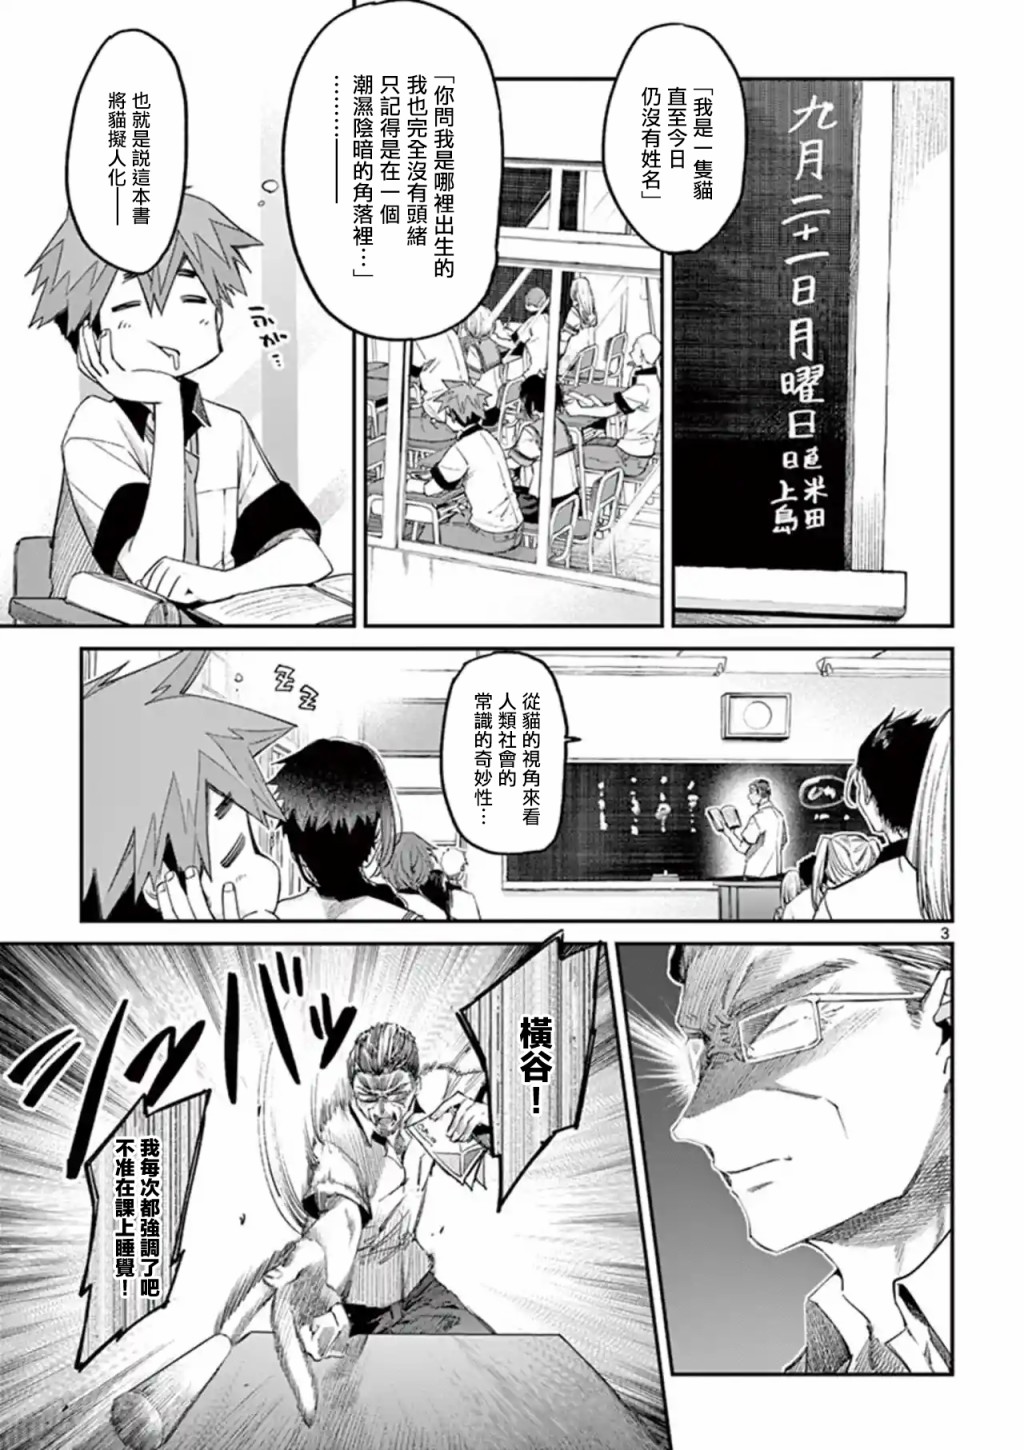 九月二十一日月曜日
日直
米田
上島
「我是一隻貓
直至今日
仍沒有姓名」
「你問我是哪裡出生的
我也完全沒有頭緒
只記得是在一個
潮濕陰暗的角落裡…」
…………――――
也就是説這本書
將貓擬人化――
ふか…
從貓的視角來看
人類社會的
常識的奇妙性…
ZZZ
3
橫谷！
我每次都強調了吧
不准在課上睡覺！